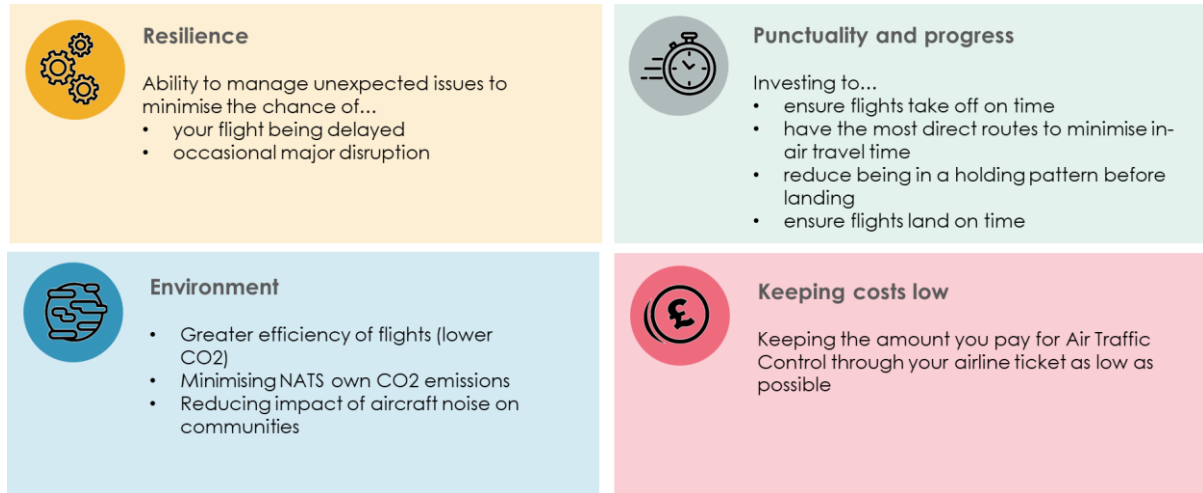 Resilience
Ability to manage unexpected issues to
minimise the chance of...
• your flight being delayed
• occasional major disruption
Punctuality and progress
Investing to...
• ensure flights take off on time
• have the most direct routes to minimise in-
air travel time
• reduce being in a holding pattern before
landing
• ensure flights land on time
Environment
• Greater efficiency of flights (lower
CO2)
• Minimising NATS own CO2 emissions
• Reducing impact of aircraft noise on
communities
£
Keeping costs low
Keeping the amount you pay for Air Traffic
Control through your airline ticket as low as
possible